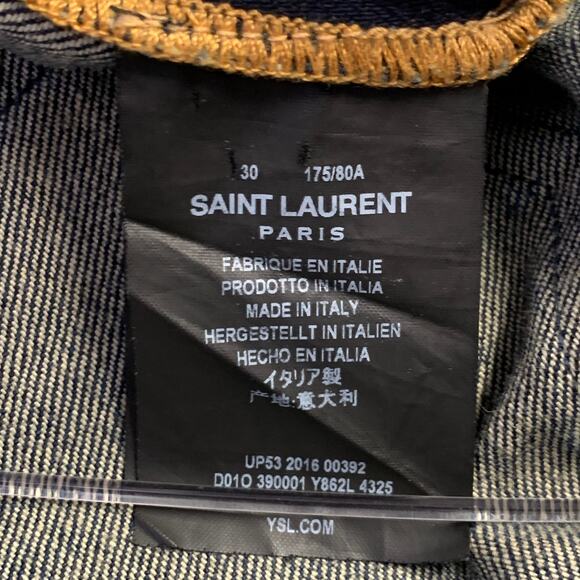 30 175/80A
SAINT LAURENT
PARIS
FABRIQUE EN ITALIE
PRODOTTO IN ITALIA
MADE IN ITALY
HERGESTELLT IN ITALIEN
HECHO EN ITALIA
イタリア製
产地:意大利
UP53 2016 00392
D01O 390001 Y862L 4325
YSL.COM